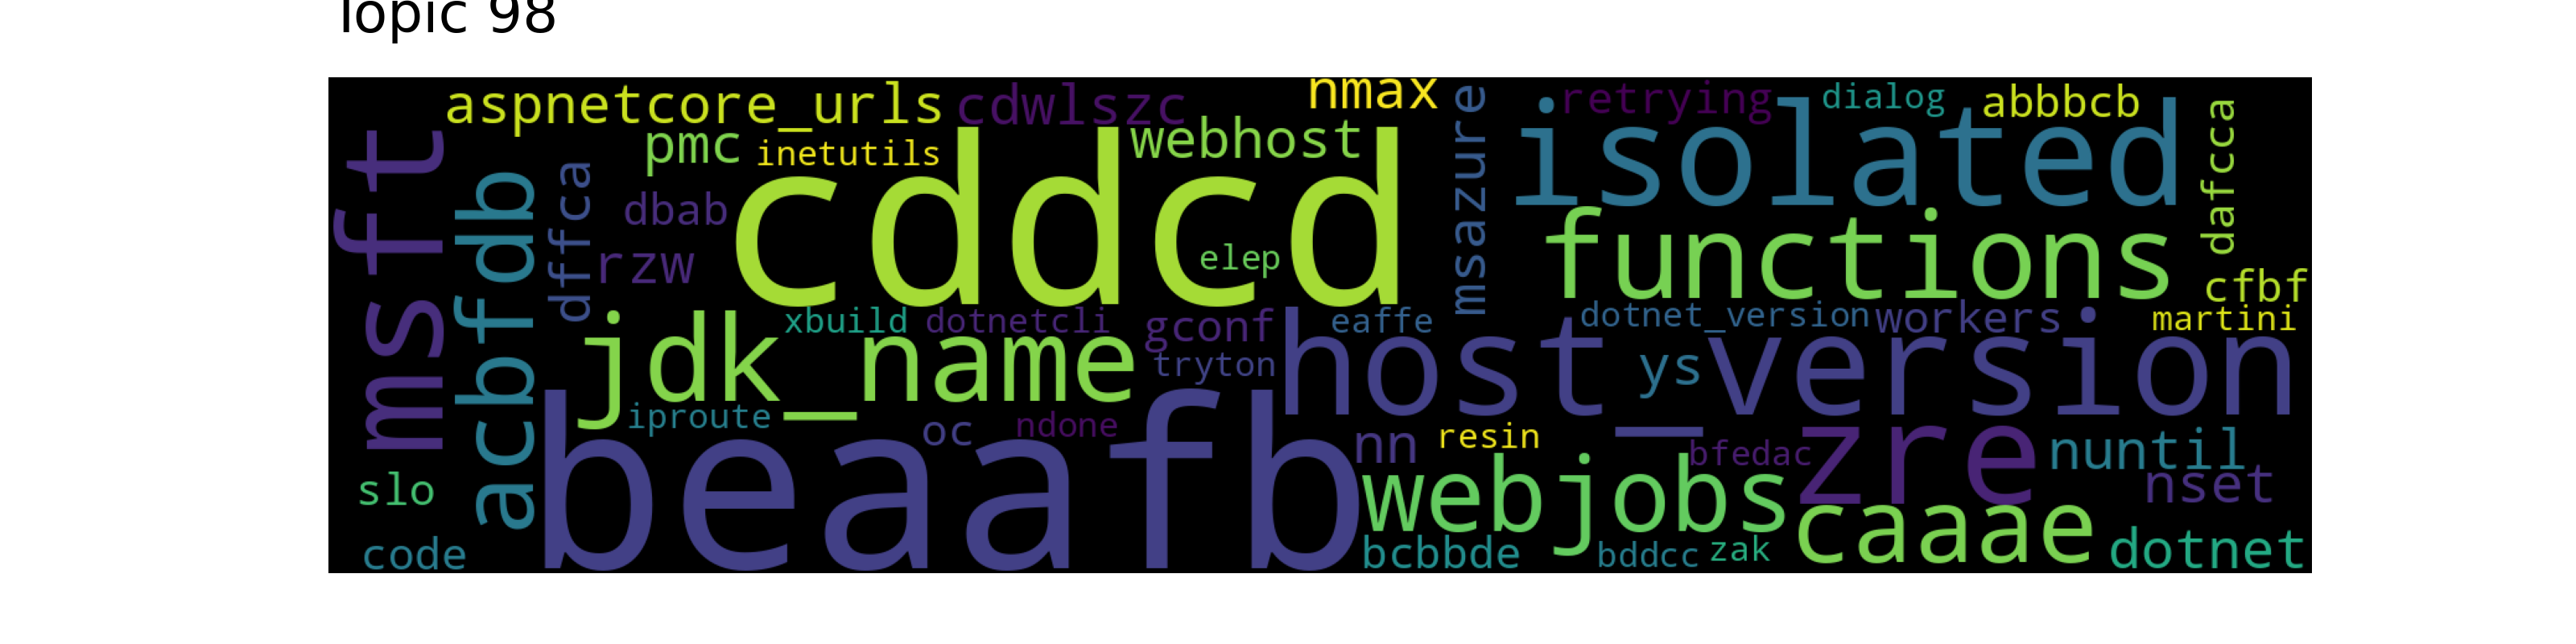 Topic 98
aspnetcore_urls cdwlszc nmax retrying dialog abbbcb
pmc inetutils webhost
msft acbfdb dffca dbab rzw cddcd elep msazure isolated dafcca
functions cfbf
xbuild dotnetcli gconf eaffe dotnet_version workers martini
jdk_name tryton host_version ys
iproute oc ndone nn resin bfedac zre nuntil
slo beaafb webjobs nset
code bcbbde bddcc zak caaae dotnet